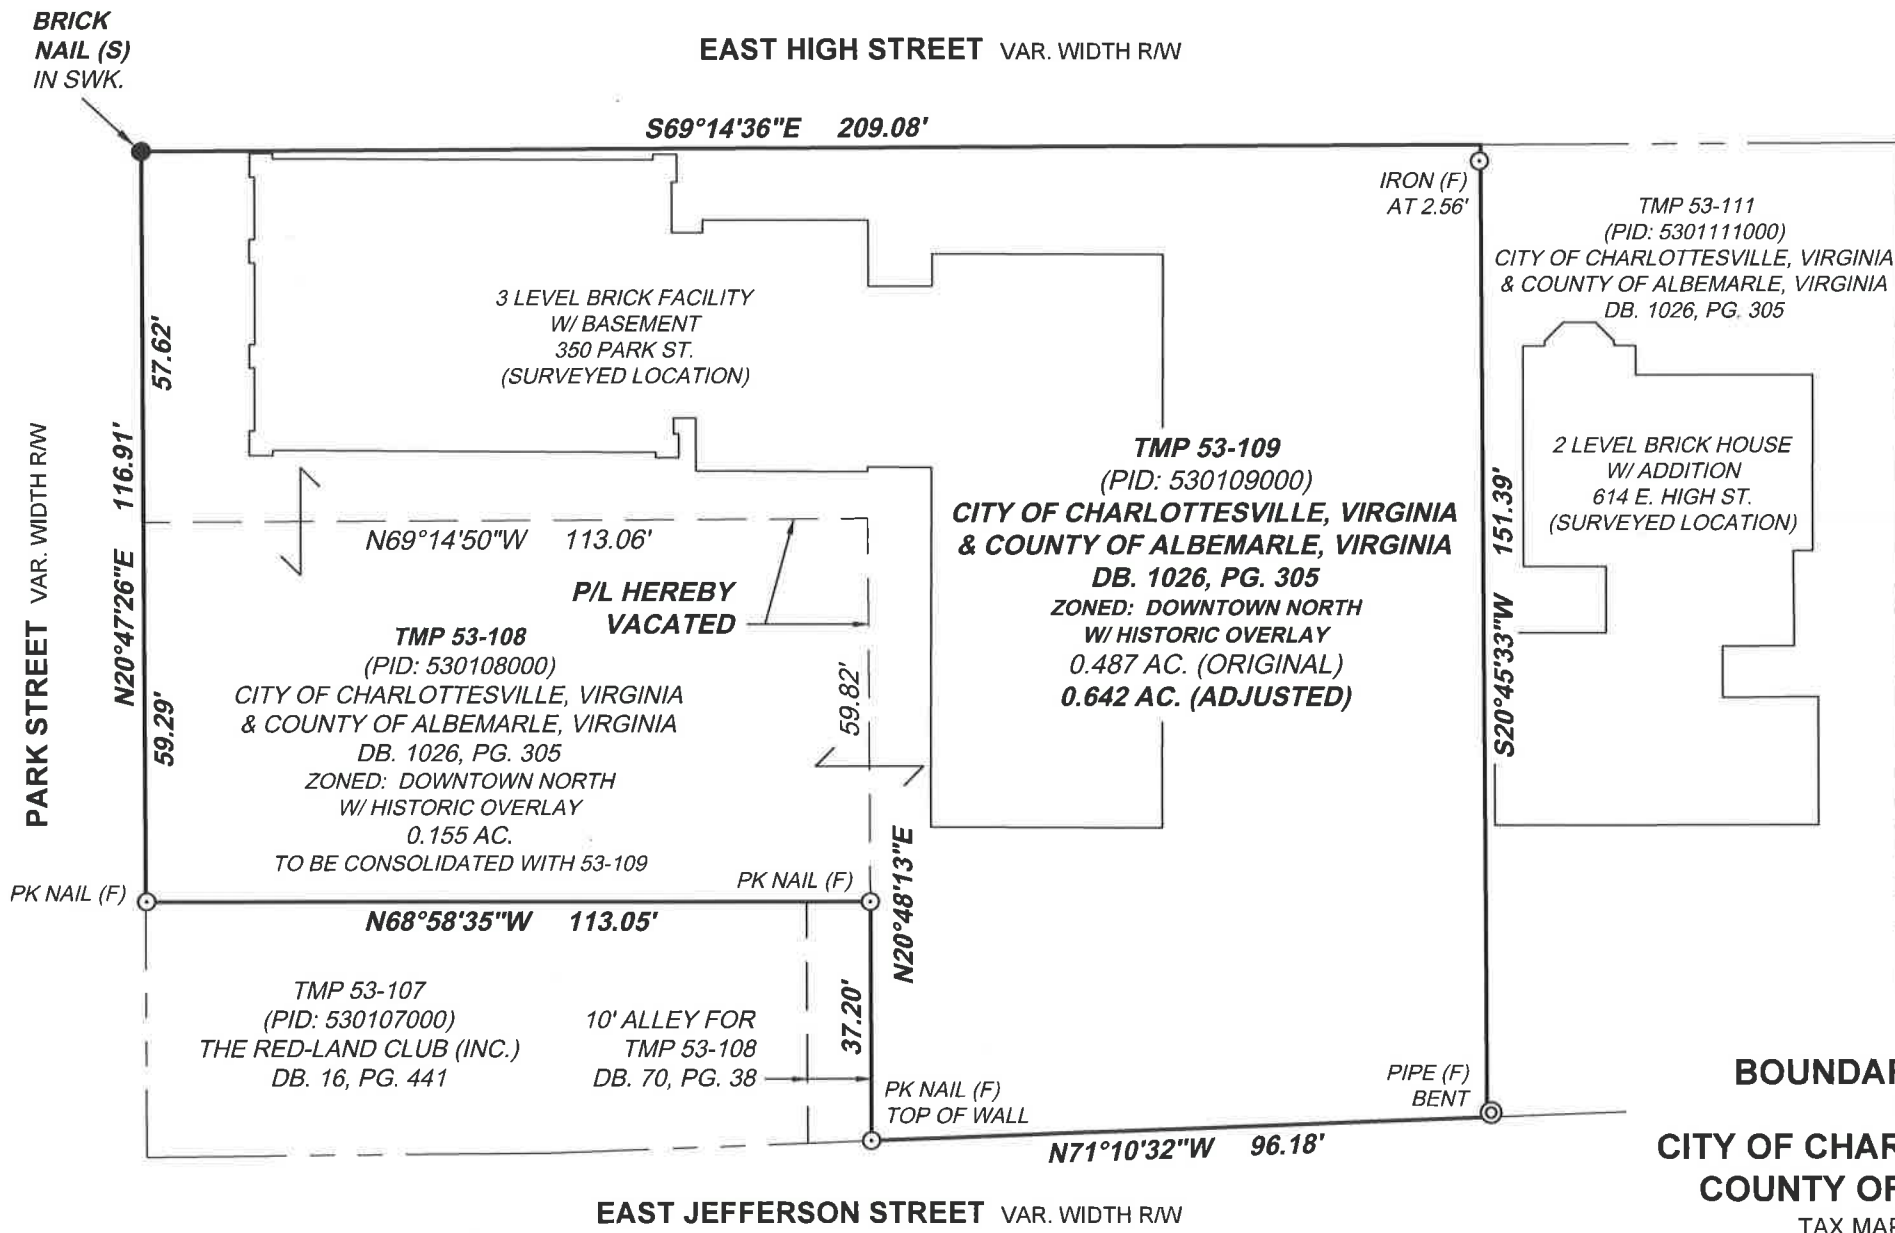 BRICK
NAIL (S)
IN SWK.
EAST HIGH STREET VAR. WIDTH R/W
S69°14'36"E 209.08'
IRON (F)
AT 2.56'
TMP 53-111
(PID: 5301111000)
CITY OF CHARLOTTESVILLE, VIRGINIA
& COUNTY OF ALBEMARLE, VIRGINIA
DB. 1026, PG. 305
3 LEVEL BRICK FACILITY
W/ BASEMENT
350 PARK ST.
(SURVEYED LOCATION)
57.62'
N20°47'26"E 116.91'
59.29'
PARK STREET VAR. WIDTH R/W
TMP 53-109
(PID: 530109000)
CITY OF CHARLOTTESVILLE, VIRGINIA
& COUNTY OF ALBEMARLE, VIRGINIA
DB. 1026, PG. 305
ZONED: DOWNTOWN NORTH
W/ HISTORIC OVERLAY
0.487 AC. (ORIGINAL)
0.642 AC. (ADJUSTED)
S20°45'33"W 151.39'
2 LEVEL BRICK HOUSE
W/ ADDITION
614 E. HIGH ST.
(SURVEYED LOCATION)
N69°14'50"W 113.06'
P/L HEREBY
VACATED
TMP 53-108
(PID: 530108000)
CITY OF CHARLOTTESVILLE, VIRGINIA
& COUNTY OF ALBEMARLE, VIRGINIA
DB. 1026, PG. 305
ZONED: DOWNTOWN NORTH
W/ HISTORIC OVERLAY
0.155 AC.
TO BE CONSOLIDATED WITH 53-109
59.82'
N20°48'13"E
PK NAIL (F)
PK NAIL (F)
N68°58'35"W 113.05'
TMP 53-107
(PID: 530107000)
THE RED-LAND CLUB (INC.)
DB. 16, PG. 441
10' ALLEY FOR
TMP 53-108
DB. 70, PG. 38
37.20'
PK NAIL (F)
TOP OF WALL
PIPE (F)
BENT
N71°10'32"W 96.18'
EAST JEFFERSON STREET VAR. WIDTH R/W
BOUNDAR
CITY OF CHAR
COUNTY OF
TAX MAP